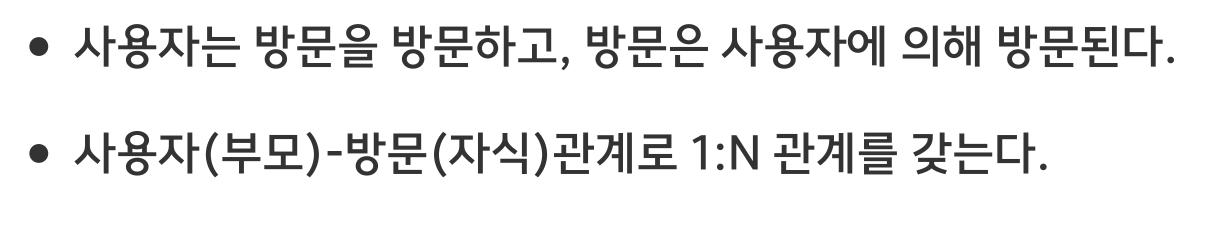 • 사용자는 방문을 방문하고, 방문은 사용자에 의해 방문된다.
• 사용자(부모)-방문(자식)관계로 1:N 관계를 갖는다.